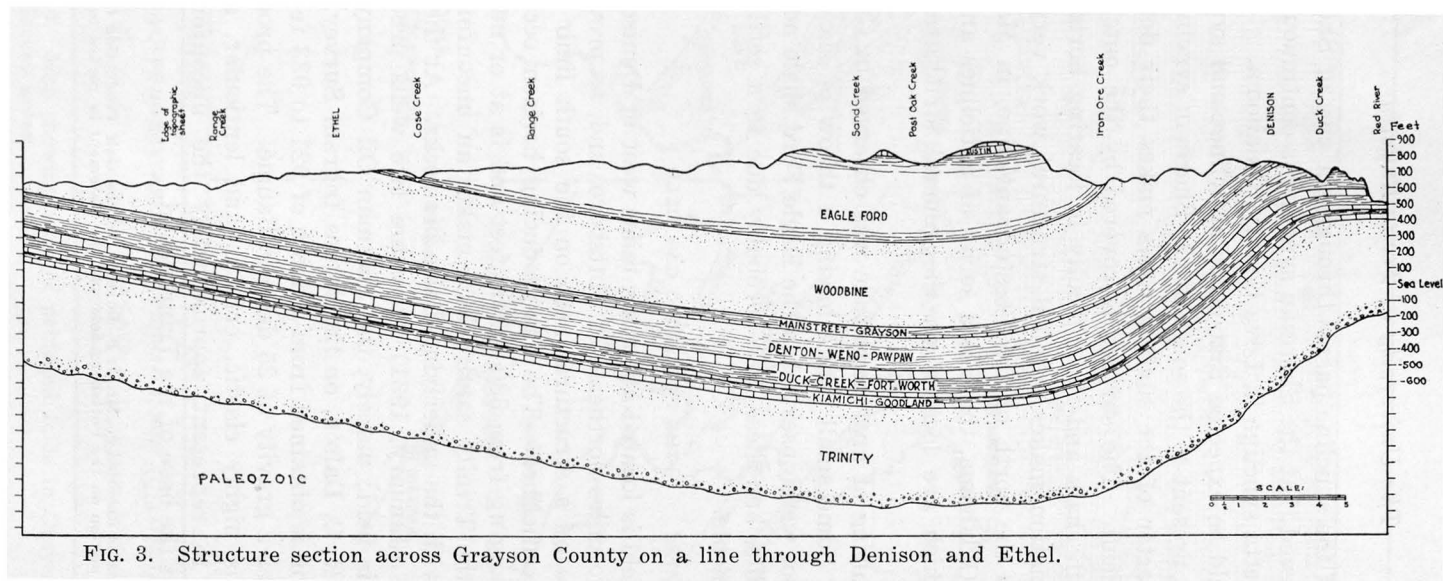 Edge of
topographic
sheet
Range
Creek
ETHEL
Case Creek
Range Creek
Sand Creek
Post Oak Creek
Iron Ore Creek
DENISON
Duck Creek
Red River
Feet
900
800
700
600
500
400
300
200
100
Sea Level
-100
-200
-300
-400
-500
-600
AUSTIN
EAGLE FORD
WOODBINE
MAINSTREET-GRAYSON
DENTON-WENO-PAWPAW
DUCK-CREEK-FORT WORTH
KIAMICHI-GOODLAND
TRINITY
PALEOZOIC
SCALE:
0 ½ 1 2 3 4 5
FIG. 3. Structure section across Grayson County on a line through Denison and Ethel.